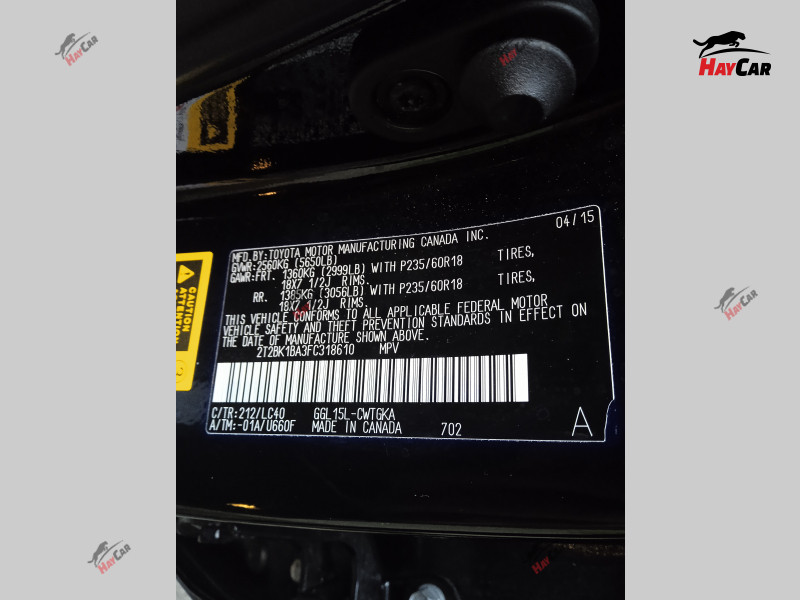 HAYCAR
HAYCAR
04/15
MFD.BY:TOYOTA MOTOR MANUFACTURING CANADA INC.
GVWR:2560KG (5650LB)
GAWR:FRT. 1360KG (2999LB) WITH P235/60R18 TIRES,
18X7 1/2J RIMS.
RR. 1385KG (3056LB) WITH P235/60R18 TIRES,
18X7 1/2J RIMS.
THIS VEHICLE CONFORMS TO ALL APPLICABLE FEDERAL MOTOR
VEHICLE SAFETY AND THEFT PREVENTION STANDARDS IN EFFECT ON
THE DATE OF MANUFACTURE SHOWN ABOVE.
2T2BK1BA3FC318610 MPV
C/TR:212/LC40 GGL15L-CWTGKA
A/TM:-01A/U660F MADE IN CANADA 702 A
CAUTION
ATTENTION
HAYCAR
HAYCAR